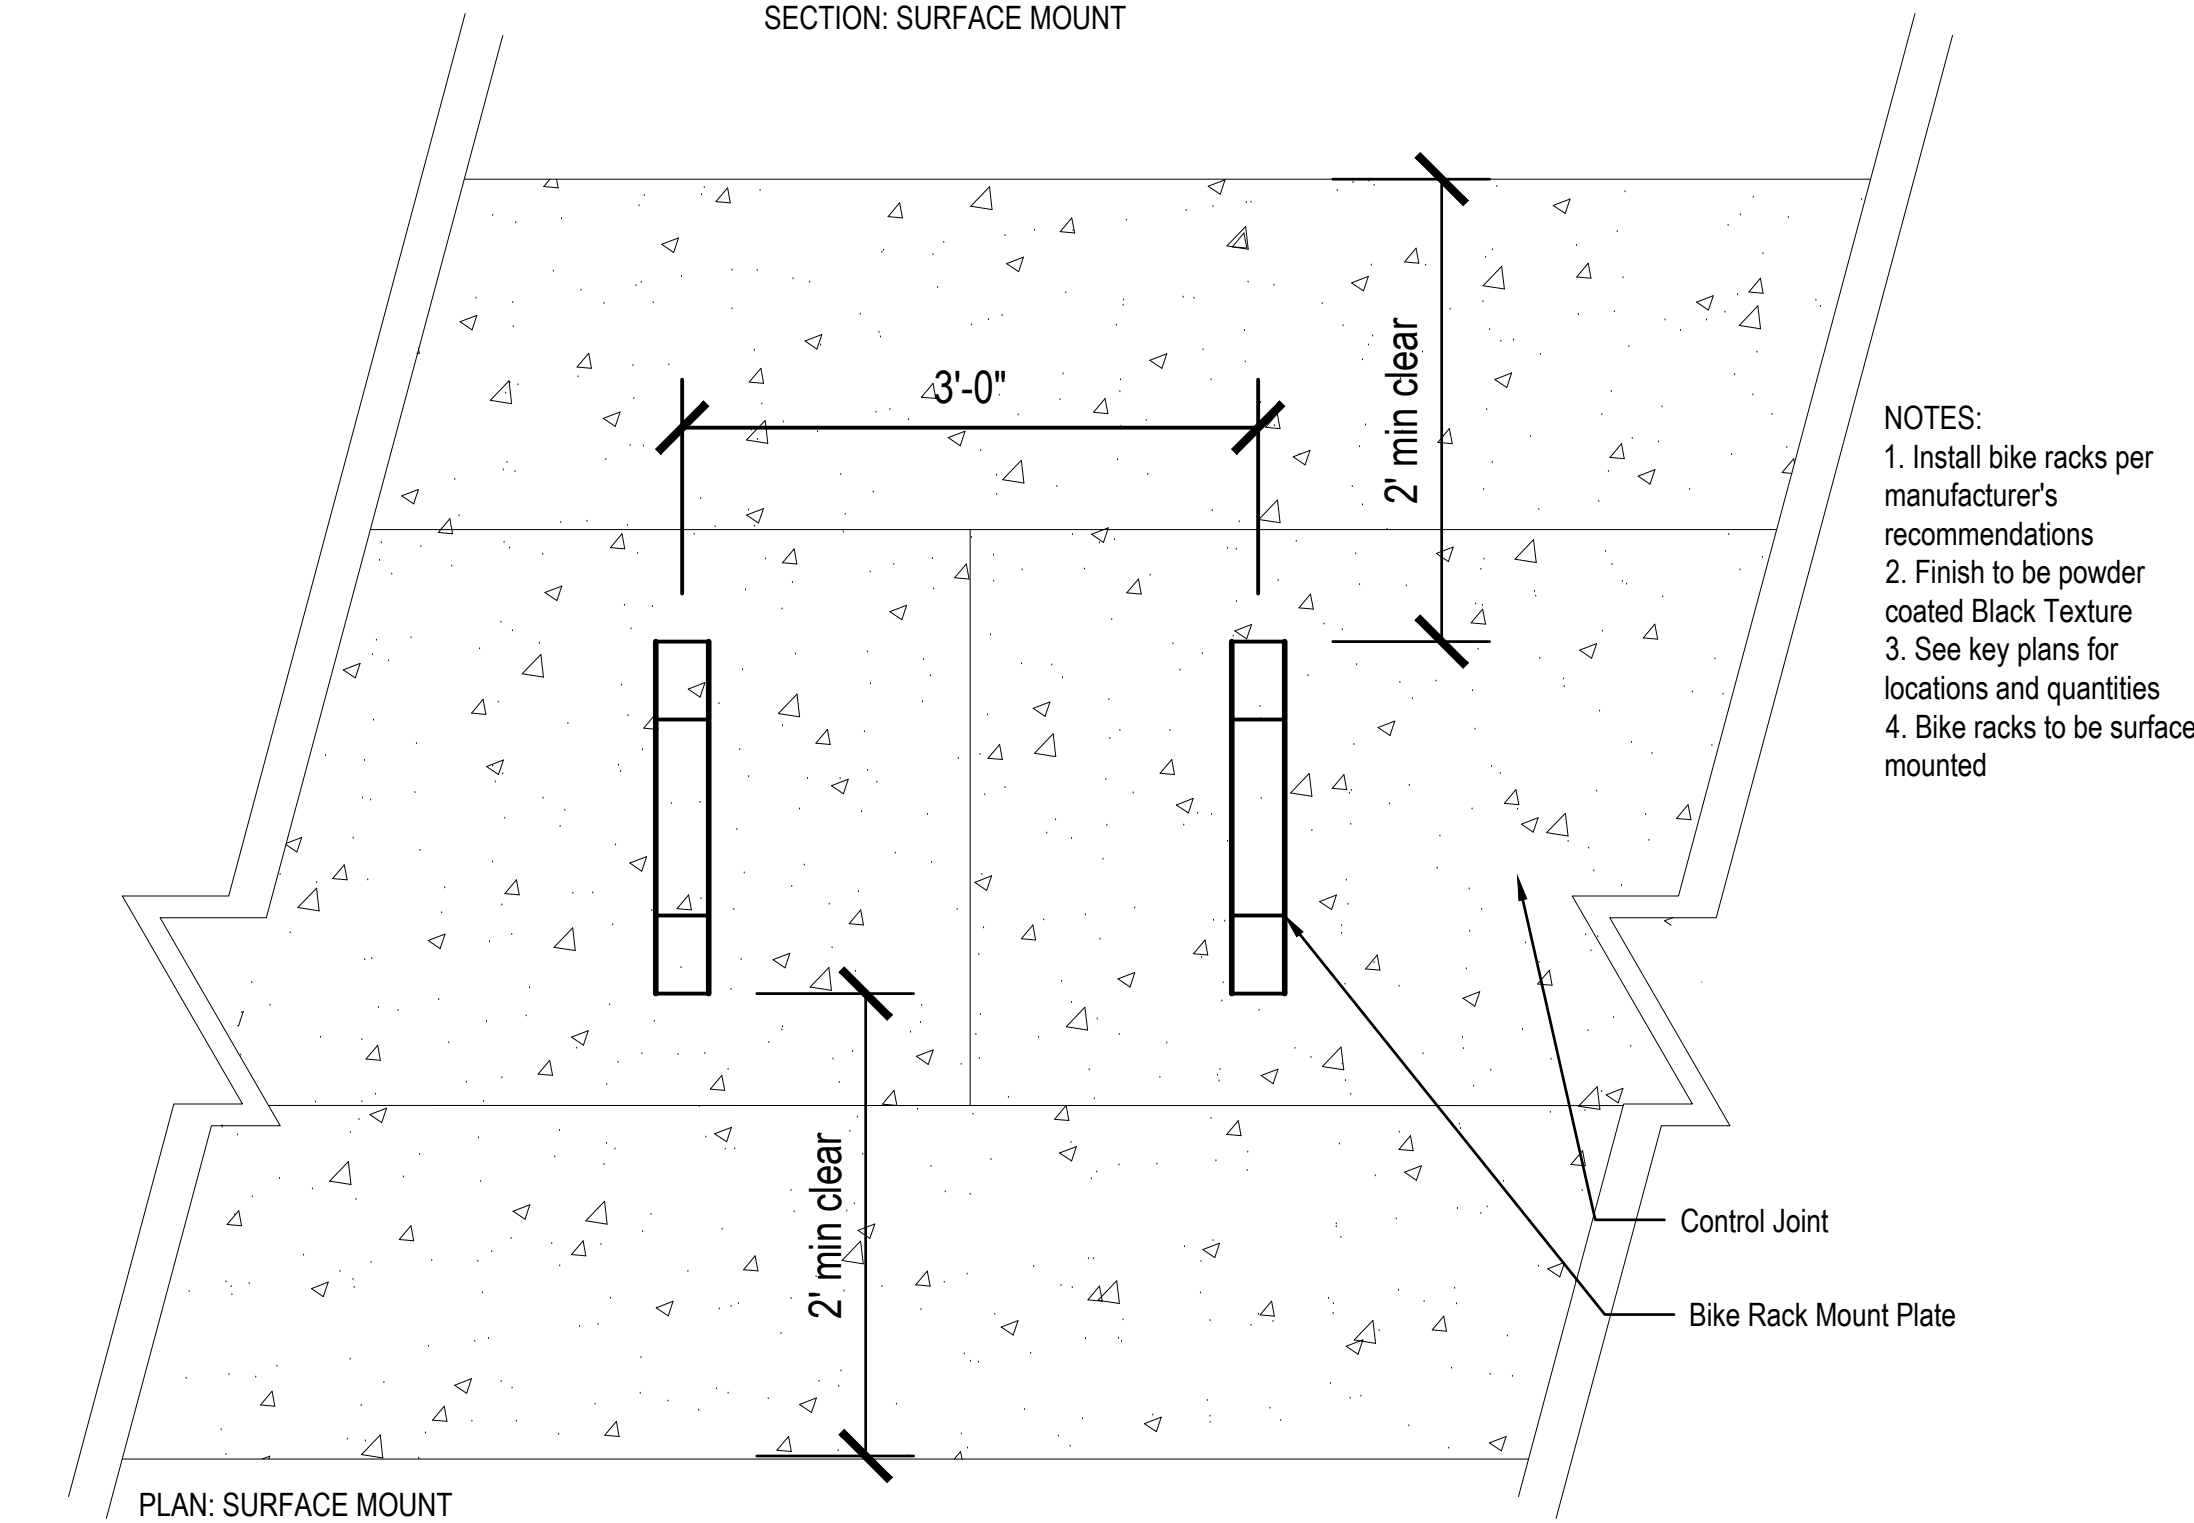 SECTION: SURFACE MOUNT
3'-0"
2' min clear
NOTES:
1. Install bike racks per
manufacturer's
recommendations
2. Finish to be powder
coated Black Texture
3. See key plans for
locations and quantities
4. Bike racks to be surface
mounted
2' min clear
Control Joint
Bike Rack Mount Plate
PLAN: SURFACE MOUNT